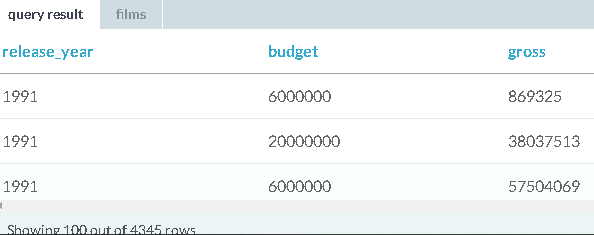 query result films
release_year budget gross
1991 6000000 869325
1991 20000000 38037513
1991 6000000 57504069
Showing 100 out of 4345 rows